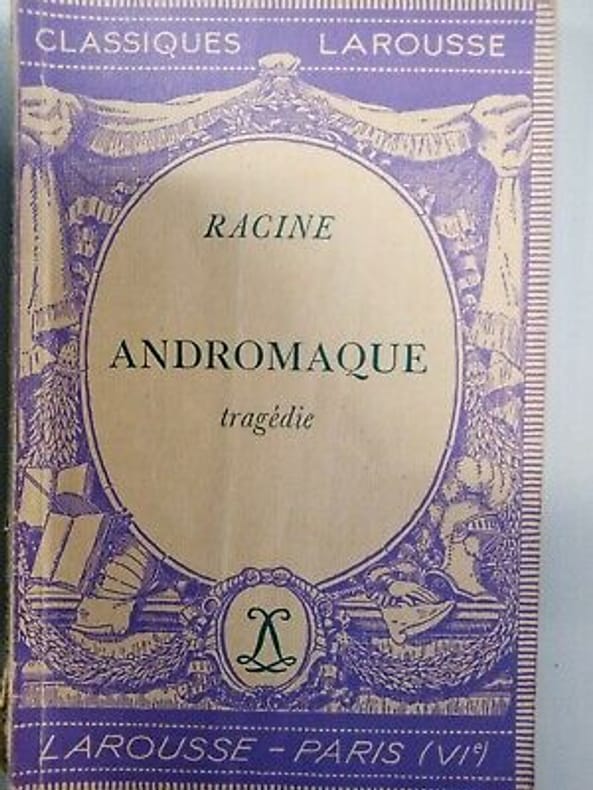 CLASSIQUES LAROUSSE
RACINE
ANDROMAQUE
tragédie
LAROUSSE – PARIS (VIᵉ)